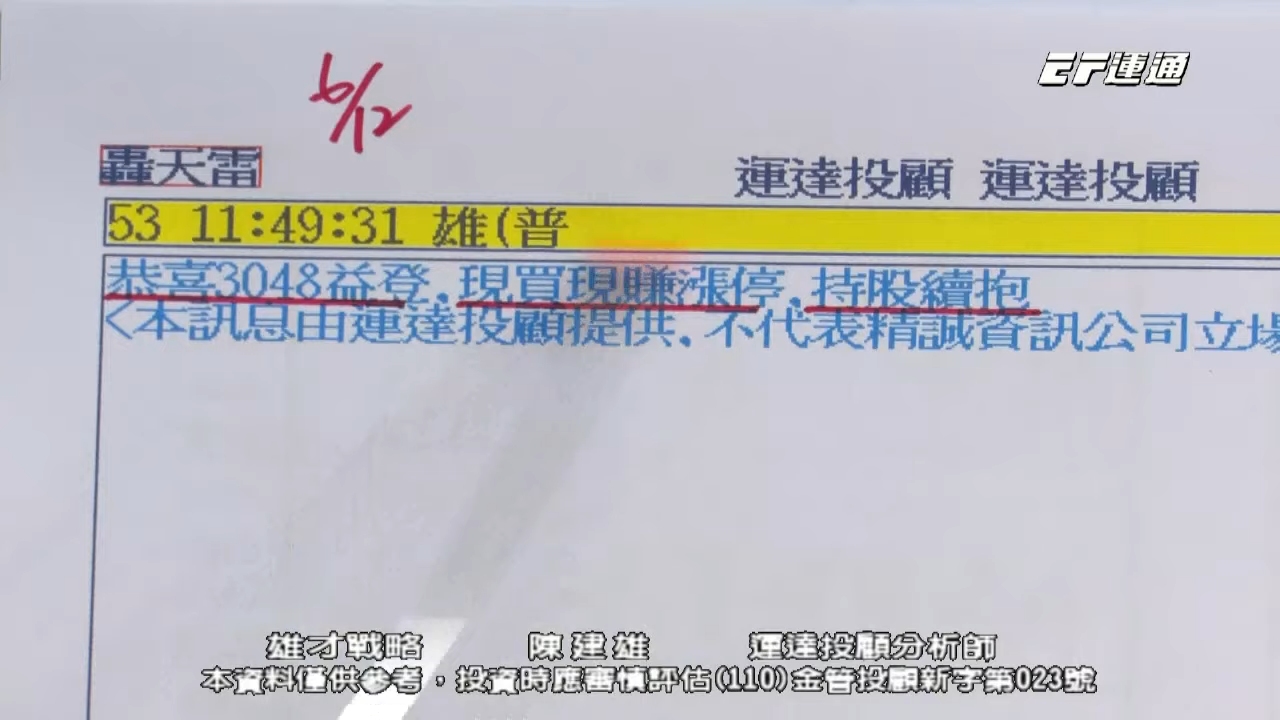 6/12
EF運通
轟天雷
運達投顧 運達投顧
53 11:49:31 雄(普
恭喜3048益登.現買現賺漲停.持股續抱
<本訊息由運達投顧提供.不代表精誠資訊公司立場
雄才戰略 陳建雄 運達投顧分析師
本資料僅供參考，投資時應審慎評估(110)金管投顧新字第023號